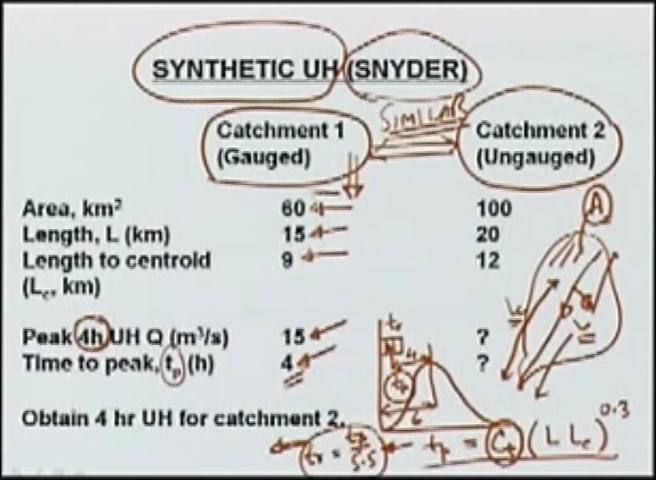 SYNTHETIC UH (SNYDER)
SIMILAR
Catchment 1 Catchment 2
(Gauged) (Ungauged)
A
Area, km² 60 100
Length, L (km) 15 20
Length to centroid 9 12
(Lc, km)
Peak 4h UH Q (m³/s) 15 ?
Time to peak, tp (h) 4 ?
Obtain 4 hr UH for catchment 2.
tr = tp/5.5
tp = Ct (L Lc)^0.3